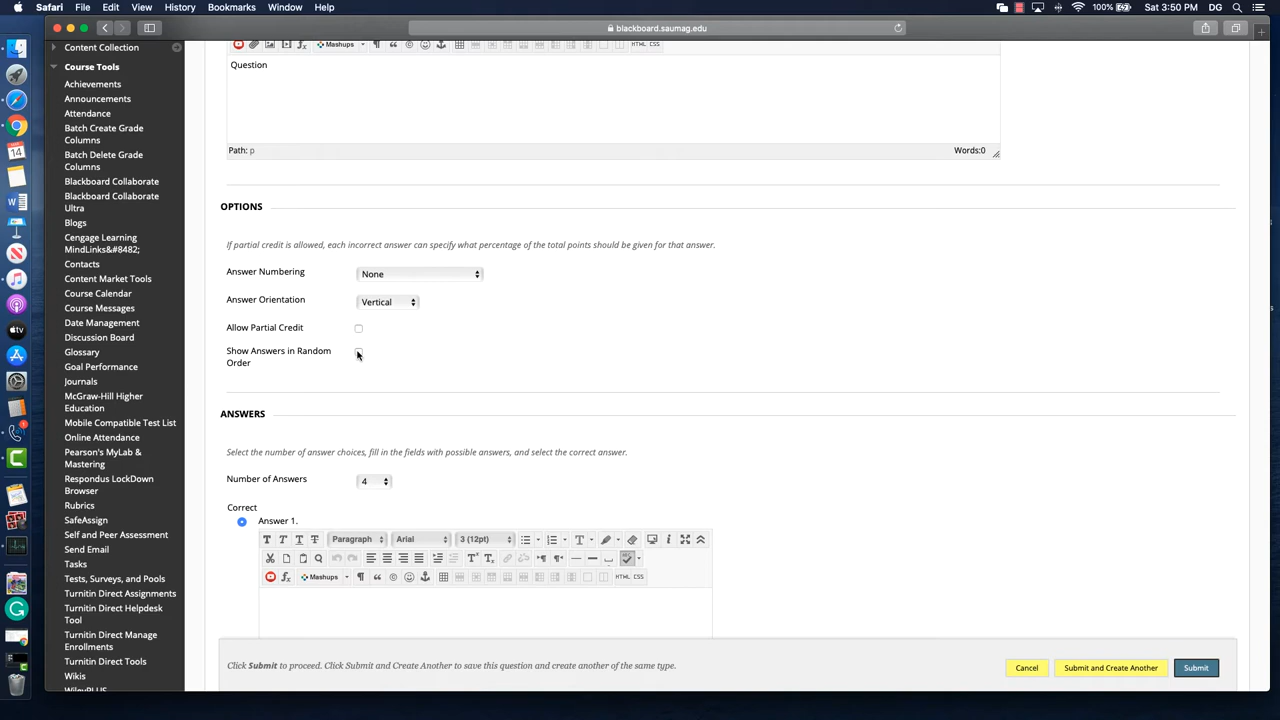 Safari File Edit View History Bookmarks Window Help
100% Sat 3:50 PM DG
blackboard.saumag.edu
Content Collection
Course Tools
Achievements
Announcements
Attendance
Batch Create Grade
Columns
Batch Delete Grade
Columns
Blackboard Collaborate
Blackboard Collaborate
Ultra
Blogs
Cengage Learning
MindLinks&#8482;
Contacts
Content Market Tools
Course Calendar
Course Messages
Date Management
Discussion Board
Glossary
Goal Performance
Journals
McGraw-Hill Higher
Education
Mobile Compatible Test List
Online Attendance
Pearson's MyLab &
Mastering
Respondus LockDown
Browser
Rubrics
SafeAssign
Self and Peer Assessment
Send Email
Tasks
Tests, Surveys, and Pools
Turnitin Direct Assignments
Turnitin Direct Helpdesk
Tool
Turnitin Direct Manage
Enrollments
Turnitin Direct Tools
Wikis
WileyPLUS
Mashups HTML CSS
Question
Path: p Words:0
OPTIONS
If partial credit is allowed, each incorrect answer can specify what percentage of the total points should be given for that answer.
Answer Numbering None
Answer Orientation Vertical
Allow Partial Credit
Show Answers in Random
Order
ANSWERS
Select the number of answer choices, fill in the fields with possible answers, and select the correct answer.
Number of Answers 4
Correct
Answer 1.
T T T T Paragraph Arial 3 (12pt)
Mashups HTML CSS
Click Submit to proceed. Click Submit and Create Another to save this question and create another of the same type.
Cancel Submit and Create Another Submit